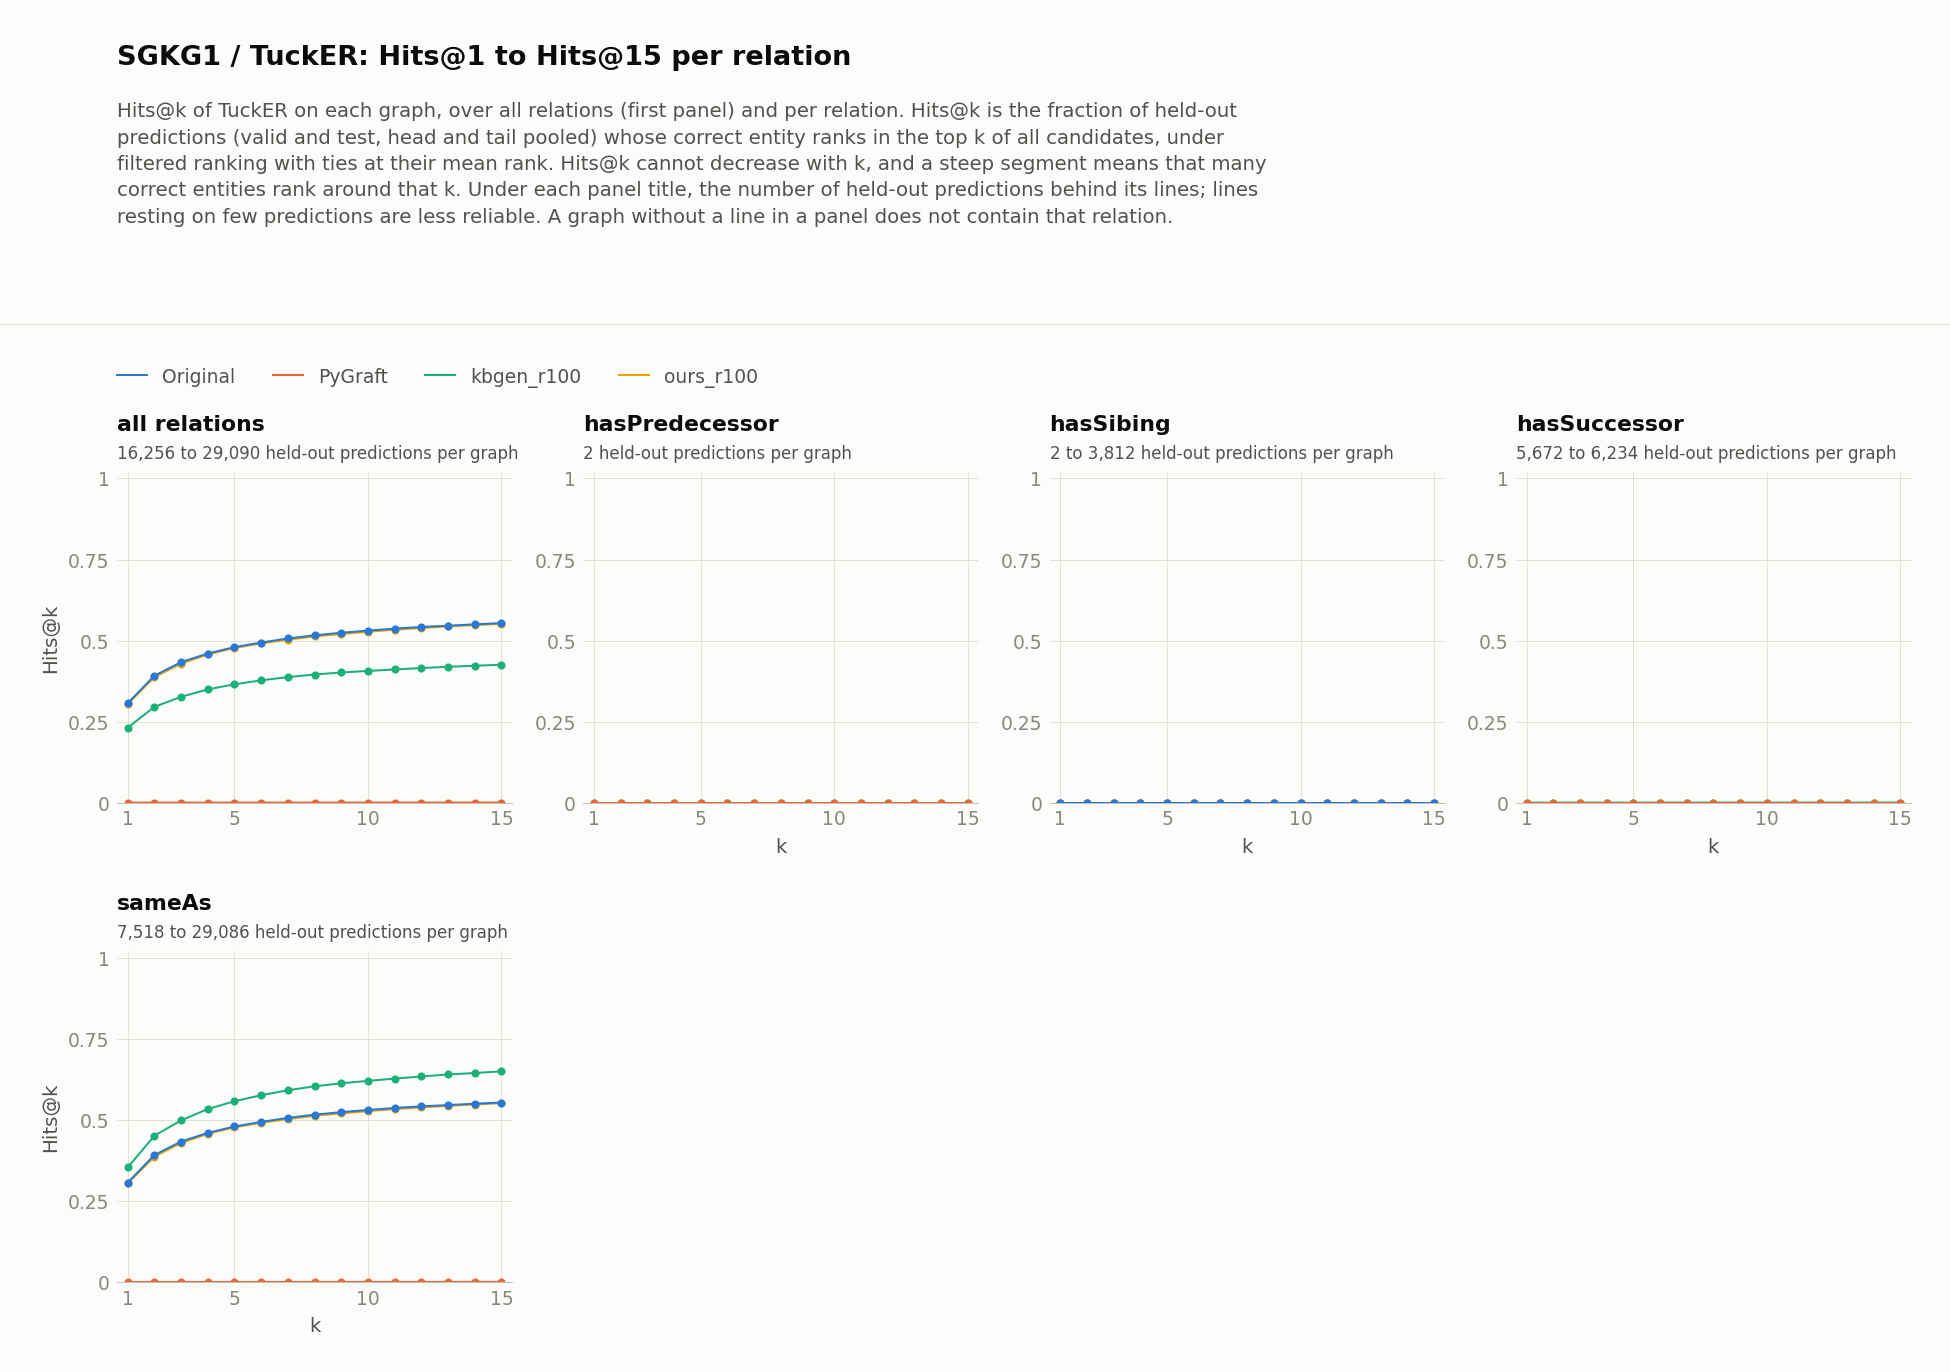 SGKG1 / TuckER: Hits@1 to Hits@15 per relation
Hits@k of TuckER on each graph, over all relations (first panel) and per relation. Hits@k is the fraction of held-out
predictions (valid and test, head and tail pooled) whose correct entity ranks in the top k of all candidates, under
filtered ranking with ties at their mean rank. Hits@k cannot decrease with k, and a steep segment means that many
correct entities rank around that k. Under each panel title, the number of held-out predictions behind its lines; lines
resting on few predictions are less reliable. A graph without a line in a panel does not contain that relation.
Original PyGraft kbgen_r100 ours_r100
all relations
16,256 to 29,090 held-out predictions per graph
1
0.75
0.5
0.25
0
Hits@k
1 5 10 15
hasPredecessor
2 held-out predictions per graph
1
0.75
0.5
0.25
0
1 5 10 15
k
hasSibing
2 to 3,812 held-out predictions per graph
1
0.75
0.5
0.25
0
1 5 10 15
k
hasSuccessor
5,672 to 6,234 held-out predictions per graph
1
0.75
0.5
0.25
0
1 5 10 15
k
sameAs
7,518 to 29,086 held-out predictions per graph
1
0.75
0.5
0.25
0
Hits@k
1 5 10 15
k